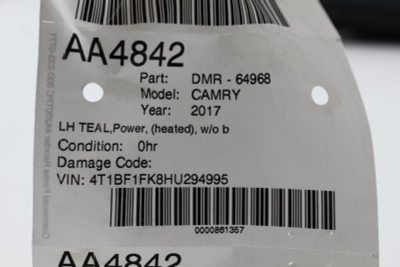 AA4842
Part: DMR - 64968
Model: CAMRY
Year: 2017
LH TEAL,Power, (heated), w/o b
Condition: 0hr
Damage Code:
VIN: 4T1BF1FK8HU294995
0000861357
AA4842